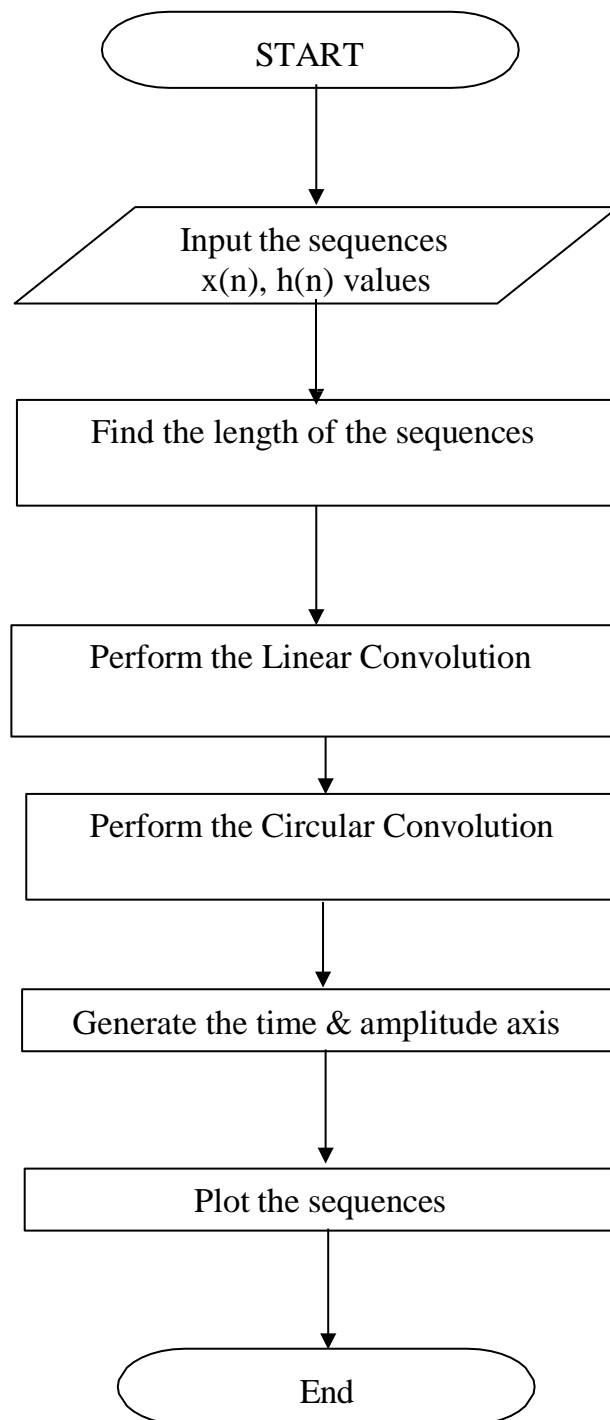 START
Input the sequences
x(n), h(n) values
Find the length of the sequences
Perform the Linear Convolution
Perform the Circular Convolution
Generate the time & amplitude axis
Plot the sequences
End